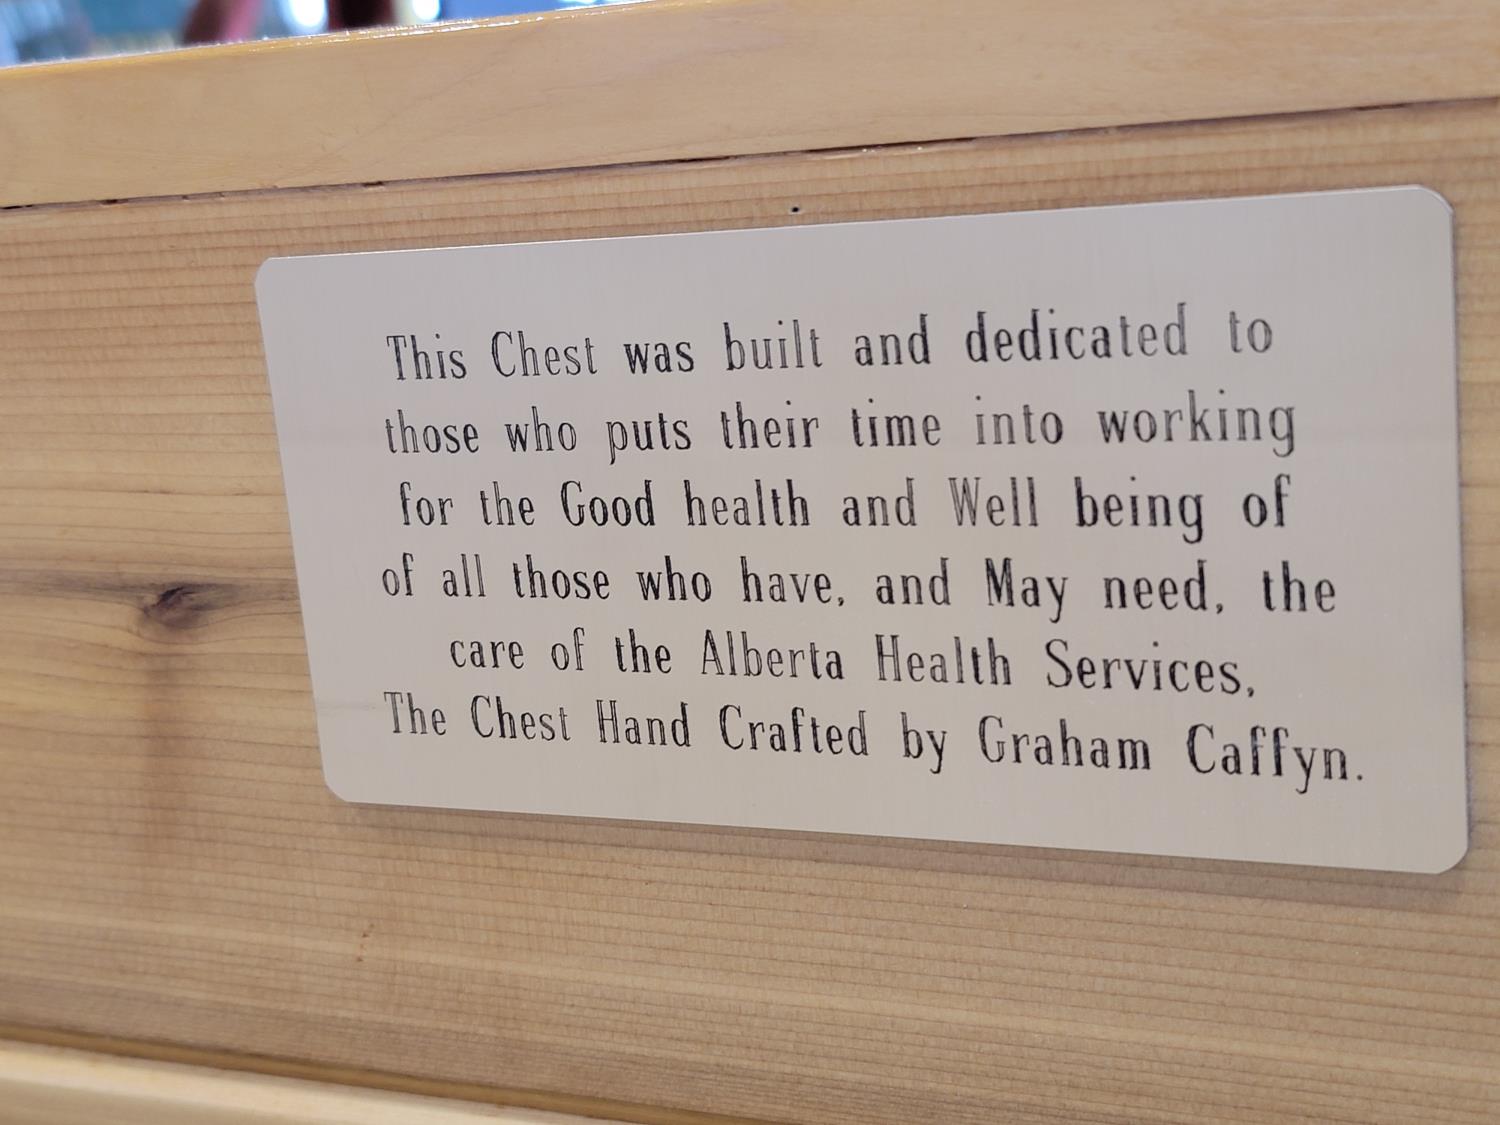 This Chest was built and dedicated to
those who puts their time into working
for the Good health and Well being of
of all those who have, and May need, the
care of the Alberta Health Services,
The Chest Hand Crafted by Graham Caffyn.